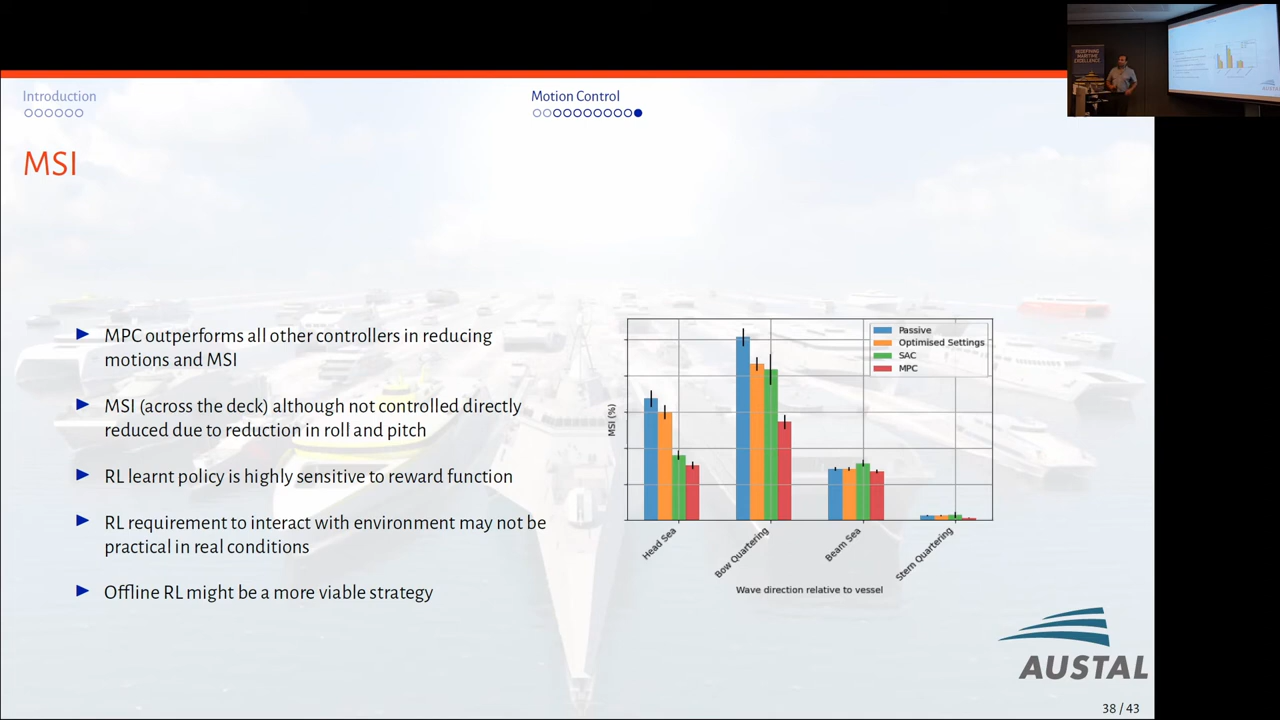 REDEFINING
MARITIME
EXCELLENCE
Introduction
Motion Control
MSI
MPC outperforms all other controllers in reducing
motions and MSI
MSI (across the deck) although not controlled directly
reduced due to reduction in roll and pitch
RL learnt policy is highly sensitive to reward function
RL requirement to interact with environment may not be
practical in real conditions
Offline RL might be a more viable strategy
Passive
Optimised Settings
SAC
MPC
MSI (%)
Head Sea
Bow Quartering
Beam Sea
Stern Quartering
Wave direction relative to vessel
AUSTAL
38 / 43